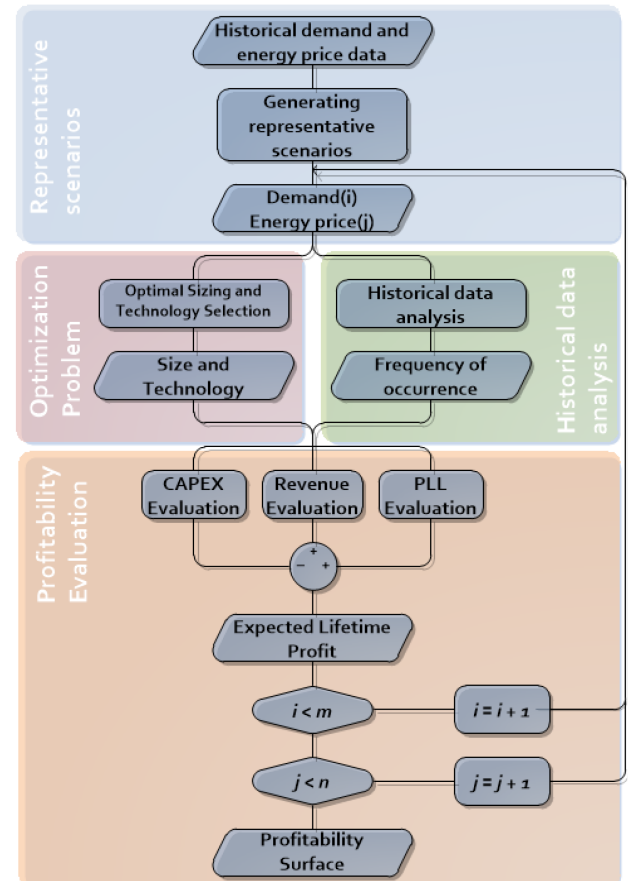 Representative
scenarios
Historical demand and
energy price data
Generating
representative
scenarios
Demand(i)
Energy price(j)
Optimization
Problem
Optimal Sizing and
Technology Selection
Size and
Technology
Historical data
analysis
Historical data
analysis
Frequency of
occurrence
Profitability
Evaluation
CAPEX
Evaluation
Revenue
Evaluation
PLL
Evaluation
− + +
Expected Lifetime
Profit
i < m
i = i + 1
j < n
j = j + 1
Profitability
Surface